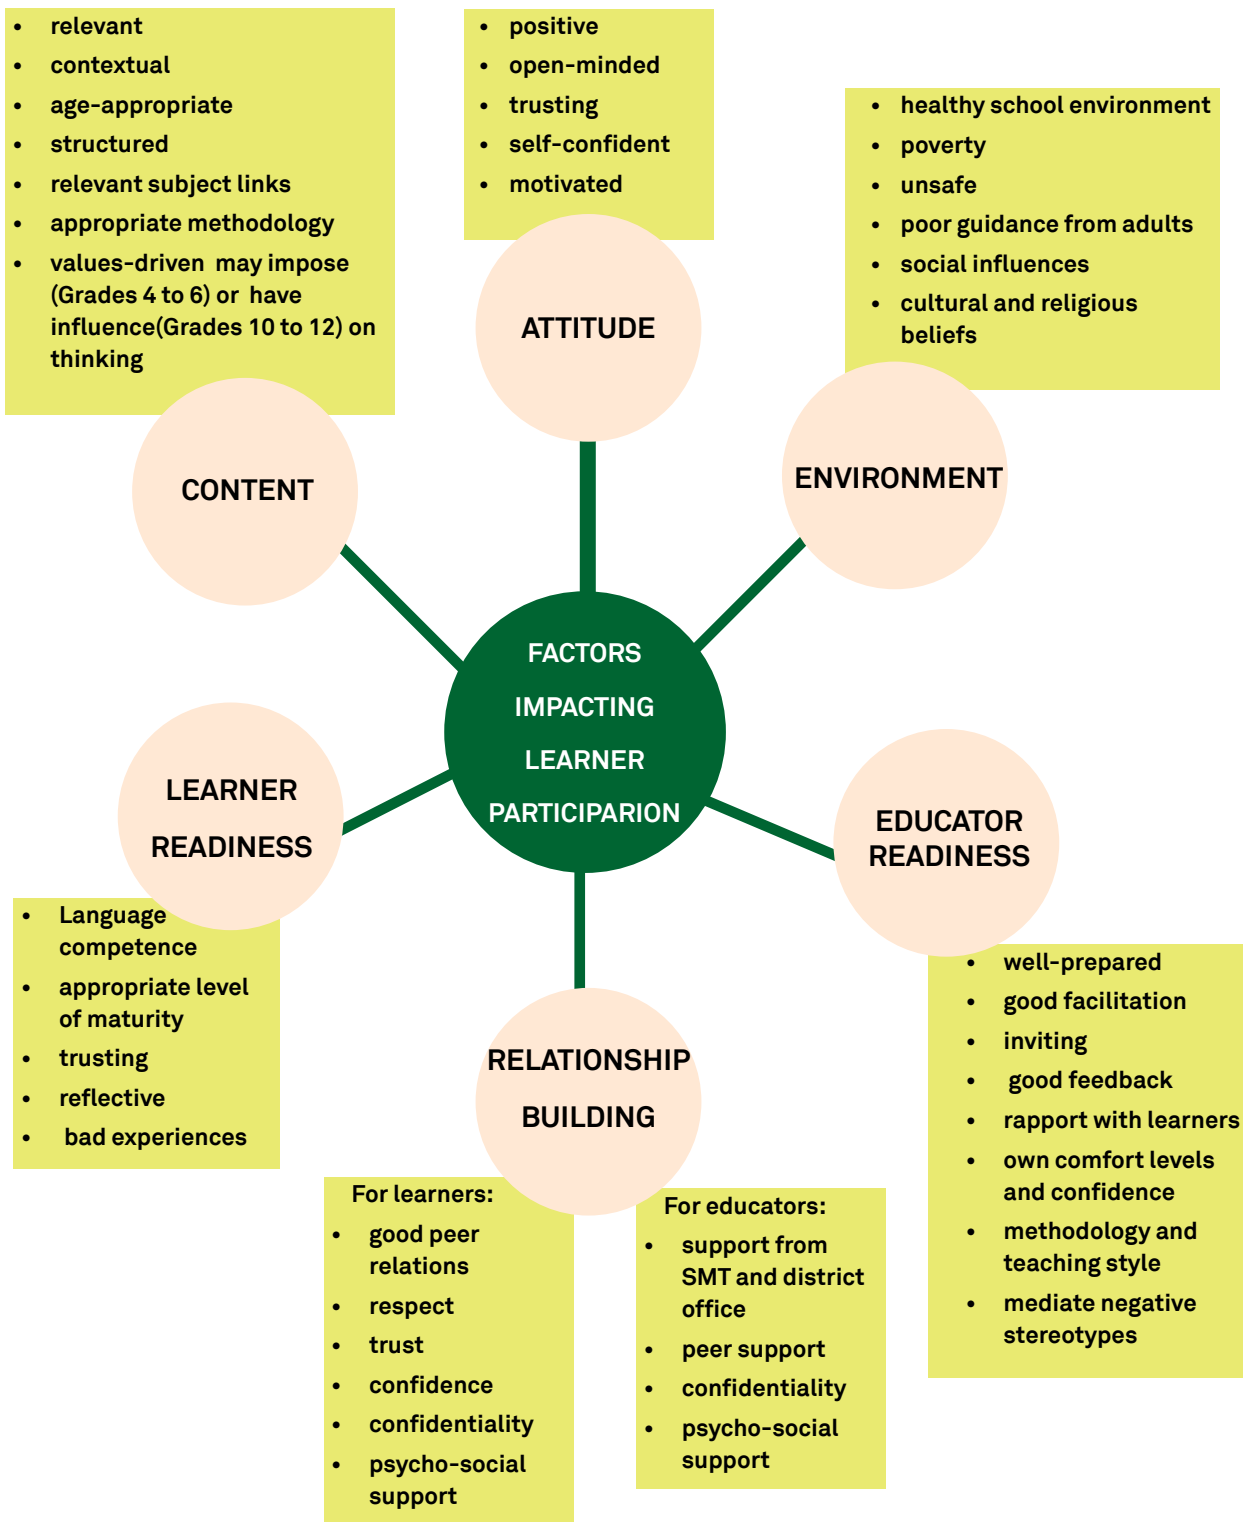 • relevant
• contextual
• age-appropriate
• structured
• relevant subject links
• appropriate methodology
• values-driven may impose
(Grades 4 to 6) or have
influence(Grades 10 to 12) on
thinking
CONTENT
• positive
• open-minded
• trusting
• self-confident
• motivated
ATTITUDE
• healthy school environment
• poverty
• unsafe
• poor guidance from adults
• social influences
• cultural and religious
beliefs
ENVIRONMENT
FACTORS
IMPACTING
LEARNER
PARTICIPARION
LEARNER
READINESS
• Language
competence
• appropriate level
of maturity
• trusting
• reflective
• bad experiences
EDUCATOR
READINESS
• well-prepared
• good facilitation
• inviting
• good feedback
• rapport with learners
• own comfort levels
and confidence
• methodology and
teaching style
• mediate negative
stereotypes
RELATIONSHIP
BUILDING
For learners:
• good peer
relations
• respect
• trust
• confidence
• confidentiality
• psycho-social
support
For educators:
• support from
SMT and district
office
• peer support
• confidentiality
• psycho-social
support